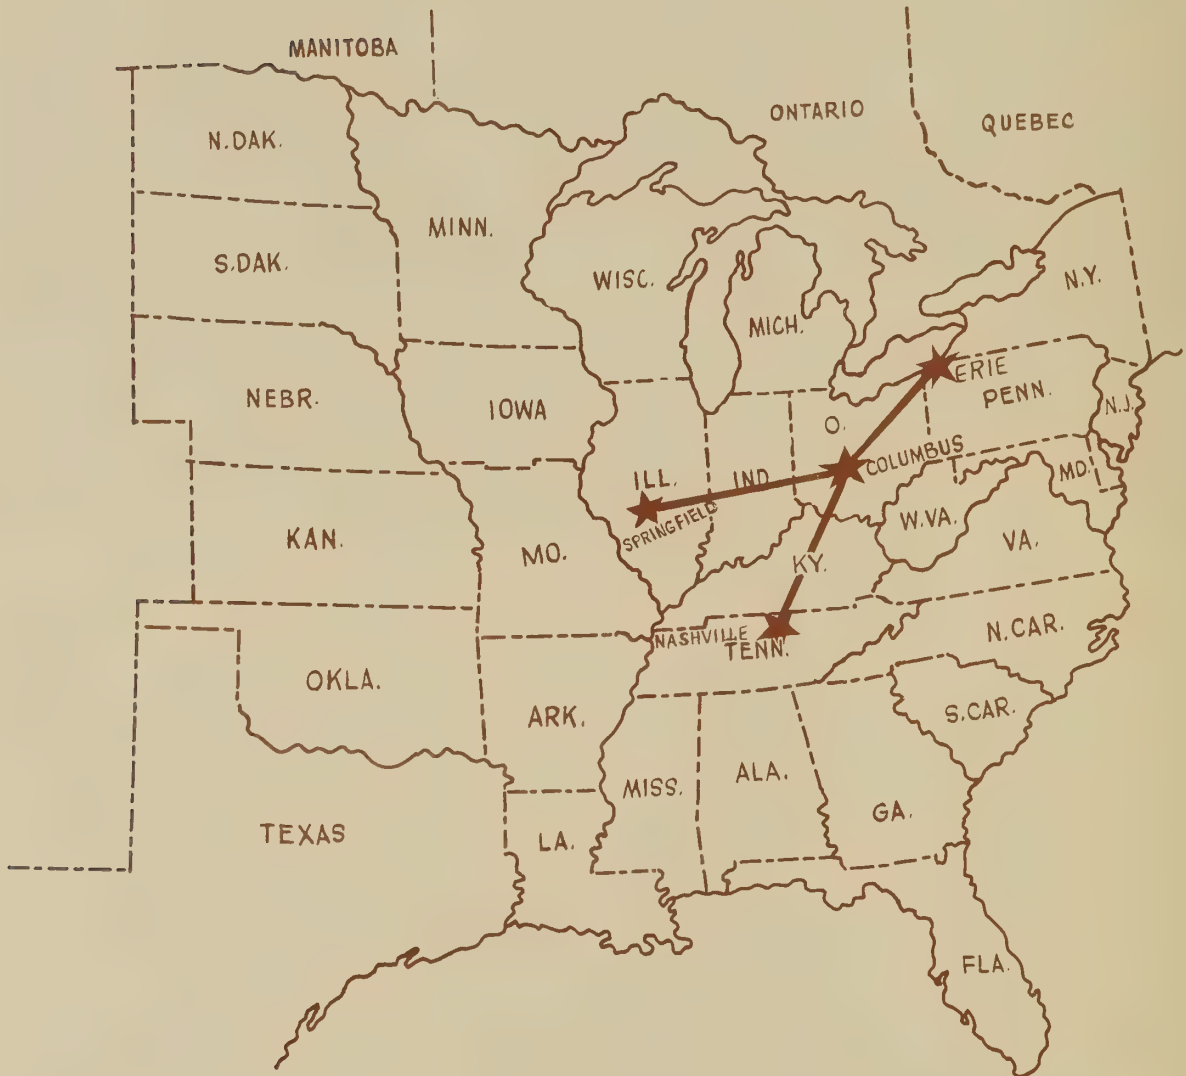 MANITOBA
ONTARIO
QUEBEC
N.DAK.
MINN.
S.DAK.
WISC.
MICH.
N.Y.
NEBR.
IOWA
ERIE
PENN.
N.J.
O.
COLUMBUS
ILL.
IND
MD.
SPRINGFIELD
W.VA.
VA.
KAN.
MO.
KY.
NASHVILLE
TENN.
N.CAR.
OKLA.
ARK.
S.CAR.
MISS.
ALA.
GA.
TEXAS
LA.
FLA.